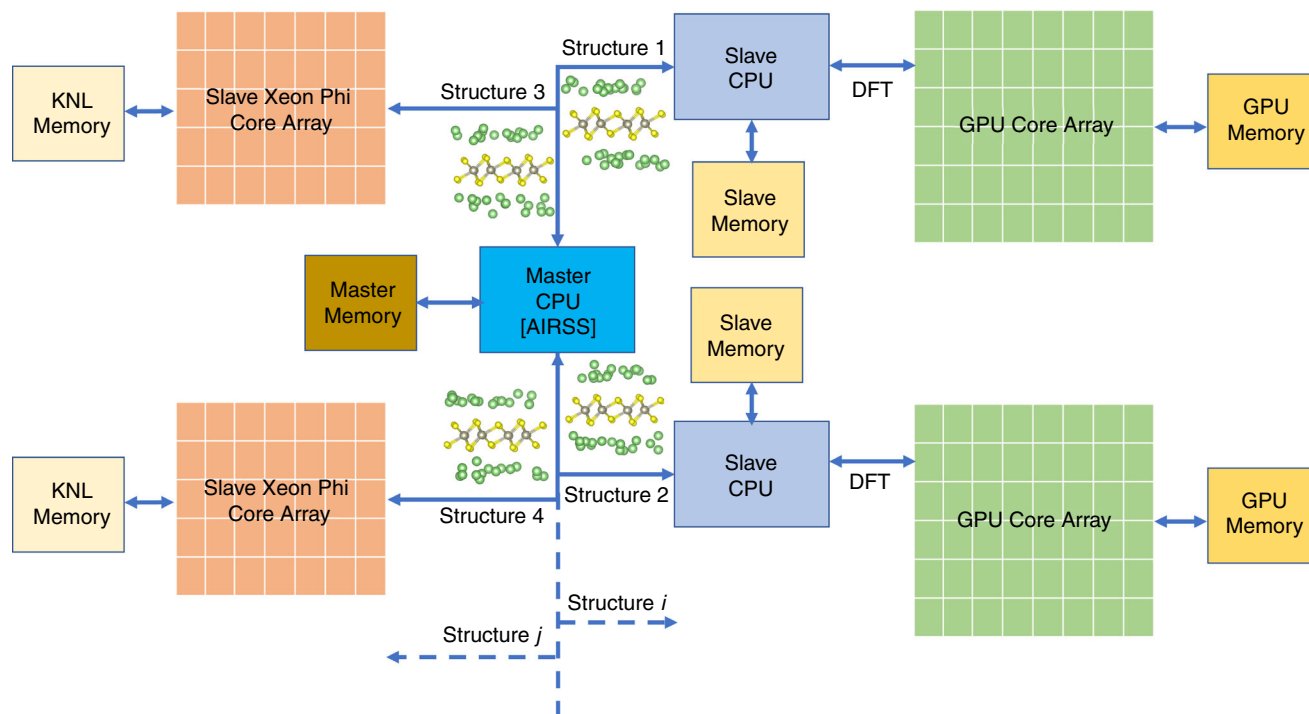 Structure 1
Slave
CPU
DFT
GPU Core Array
GPU
Memory
KNL
Memory
Slave Xeon Phi
Core Array
Structure 3
Slave
Memory
Master
Memory
Master
CPU
[AIRSS]
Slave
Memory
KNL
Memory
Slave Xeon Phi
Core Array
Structure 4
Structure 2
Slave
CPU
DFT
GPU Core Array
GPU
Memory
Structure i
Structure j